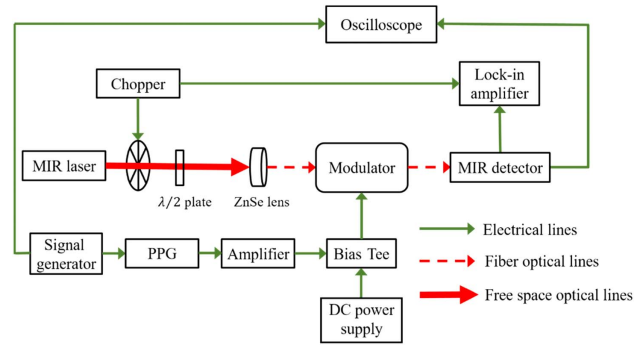 Oscilloscope
Chopper
Lock-in
amplifier
MIR laser
λ/2 plate
ZnSe lens
Modulator
MIR detector
Signal
generator
PPG
Amplifier
Bias Tee
DC power
supply
Electrical lines
Fiber optical lines
Free space optical lines